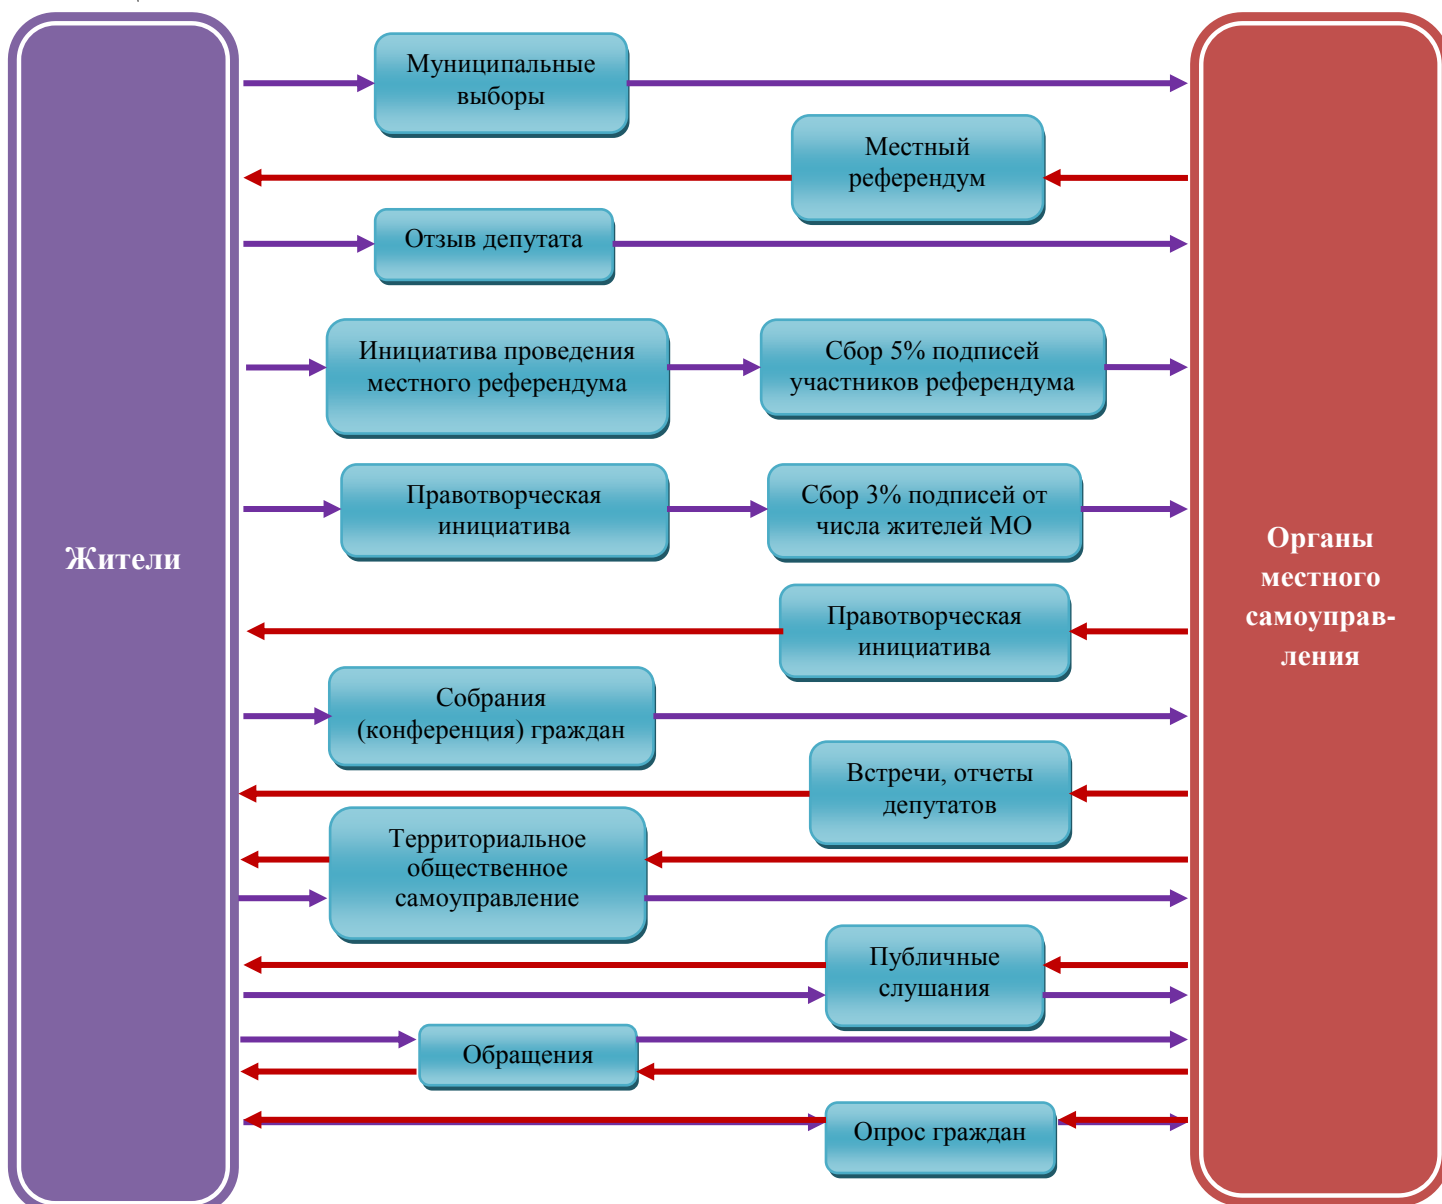 Муниципальные
выборы
Местный
референдум
Отзыв депутата
Инициатива проведения
местного референдума
Сбор 5% подписей
участников референдума
Правотворческая
инициатива
Сбор 3% подписей от
числа жителей МО
Жители
Органы
местного
самоуправ-
ления
Правотворческая
инициатива
Собрания
(конференция) граждан
Встречи, отчеты
депутатов
Территориальное
общественное
самоуправление
Публичные
слушания
Обращения
Опрос граждан